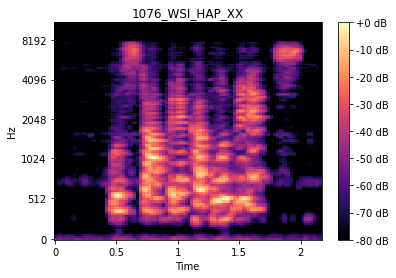 1076_WSI_HAP_XX
8192
4096
2048
1024
512
0
Hz
0
0.5
1
1.5
2
Time
+0 dB
-10 dB
-20 dB
-30 dB
-40 dB
-50 dB
-60 dB
-70 dB
-80 dB